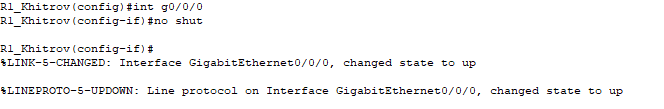 R1_Khitrov(config)#int g0/0/0
R1_Khitrov(config-if)#no shut
R1_Khitrov(config-if)#
%LINK-5-CHANGED: Interface GigabitEthernet0/0/0, changed state to up
%LINEPROTO-5-UPDOWN: Line protocol on Interface GigabitEthernet0/0/0, changed state to up